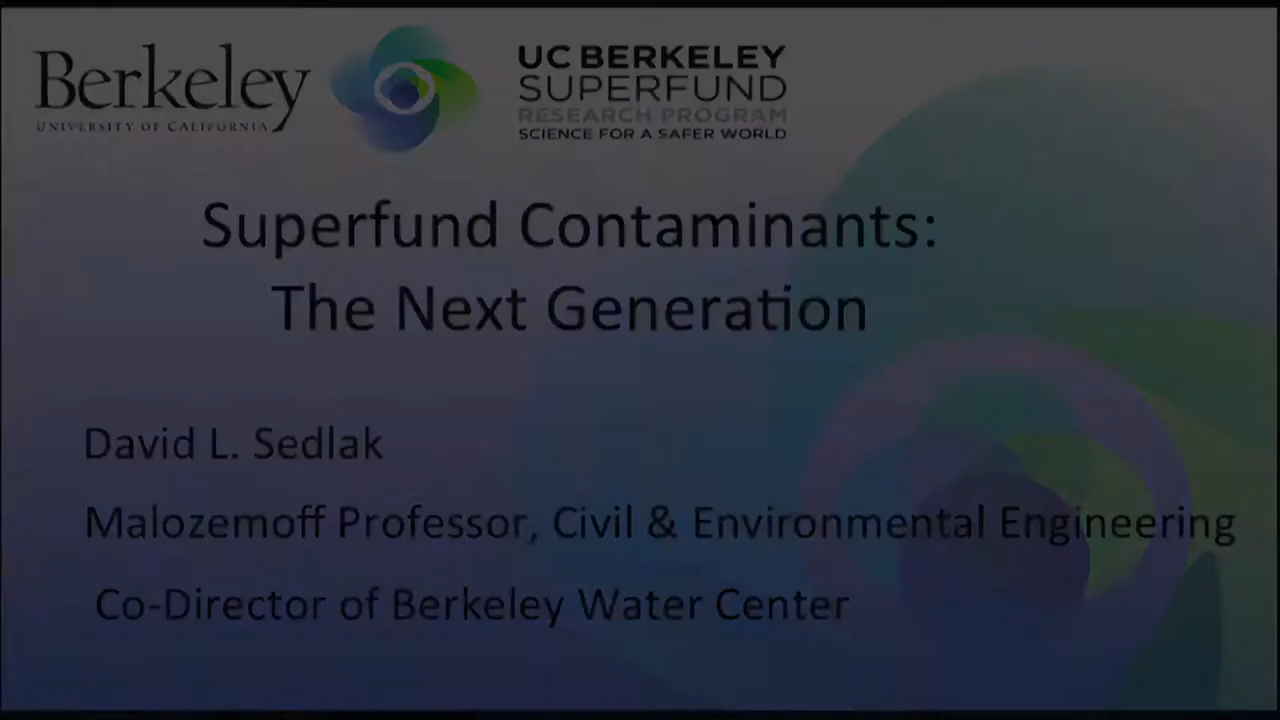 Berkeley
UNIVERSITY OF CALIFORNIA
UC BERKELEY
SUPERFUND
RESEARCH PROGRAM
SCIENCE FOR A SAFER WORLD
Superfund Contaminants:
The Next Generation
David L. Sedlak
Malozemoff Professor, Civil & Environmental Engineering
Co-Director of Berkeley Water Center